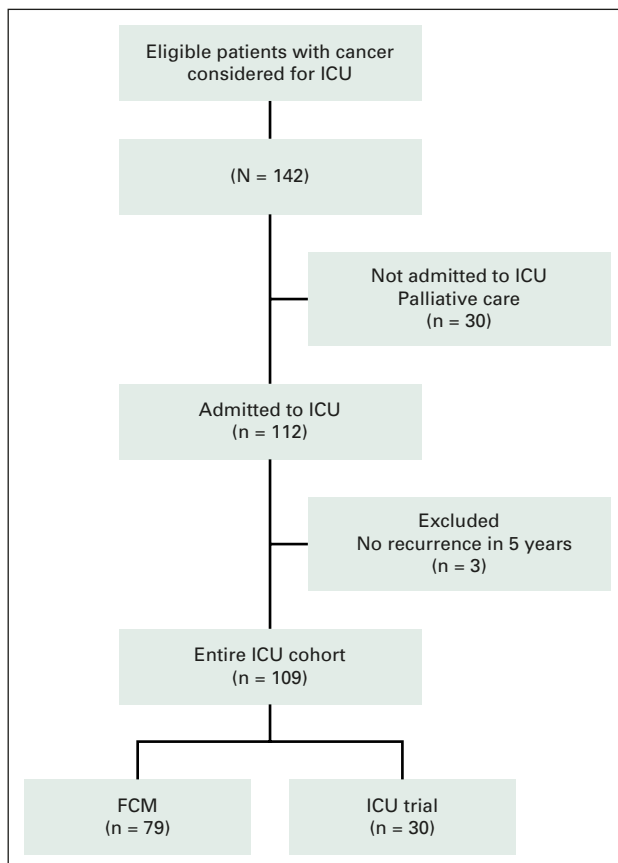 Eligible patients with cancer
considered for ICU
(N = 142)
Not admitted to ICU
Palliative care
(n = 30)
Admitted to ICU
(n = 112)
Excluded
No recurrence in 5 years
(n = 3)
Entire ICU cohort
(n = 109)
FCM
(n = 79)
ICU trial
(n = 30)